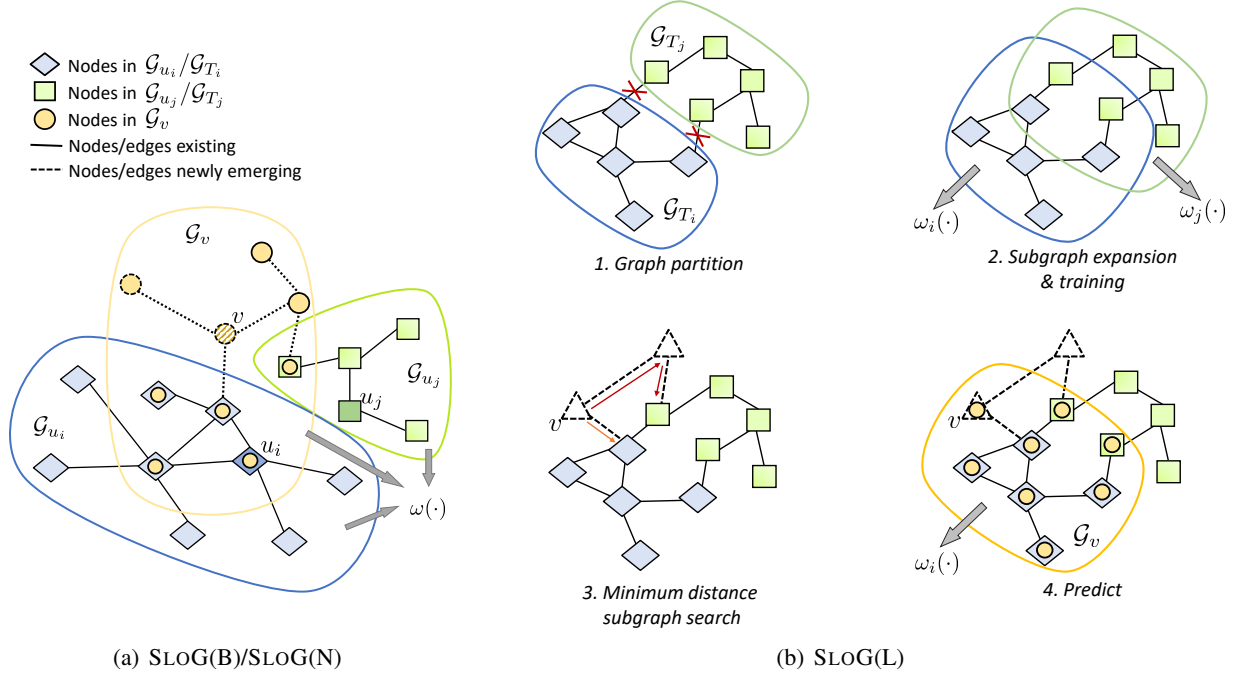 Nodes in 𝒢_{u_i}/𝒢_{T_i}
Nodes in 𝒢_{u_j}/𝒢_{T_j}
Nodes in 𝒢_v
Nodes/edges existing
Nodes/edges newly emerging
𝒢_v
v
𝒢_{u_j}
u_j
𝒢_{u_i}
u_i
ω(·)
(a) SLOG(B)/SLOG(N)
𝒢_{T_j}
𝒢_{T_i}
1. Graph partition
ω_i(·)
ω_j(·)
2. Subgraph expansion
& training
v
3. Minimum distance
subgraph search
v
𝒢_v
ω_i(·)
4. Predict
(b) SLOG(L)